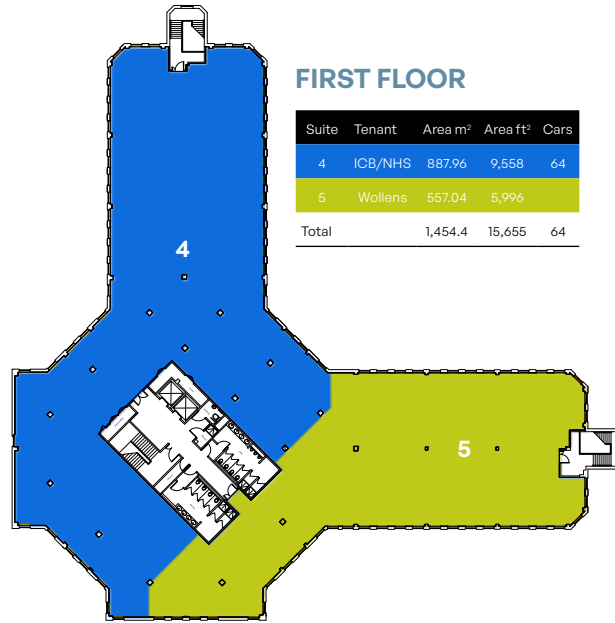 FIRST FLOOR
Suite Tenant Area m² Area ft² Cars
4 ICB/NHS 887.96 9,558 64
5 Wollens 557.04 5,996
Total 1,454.4 15,655 64
4
5